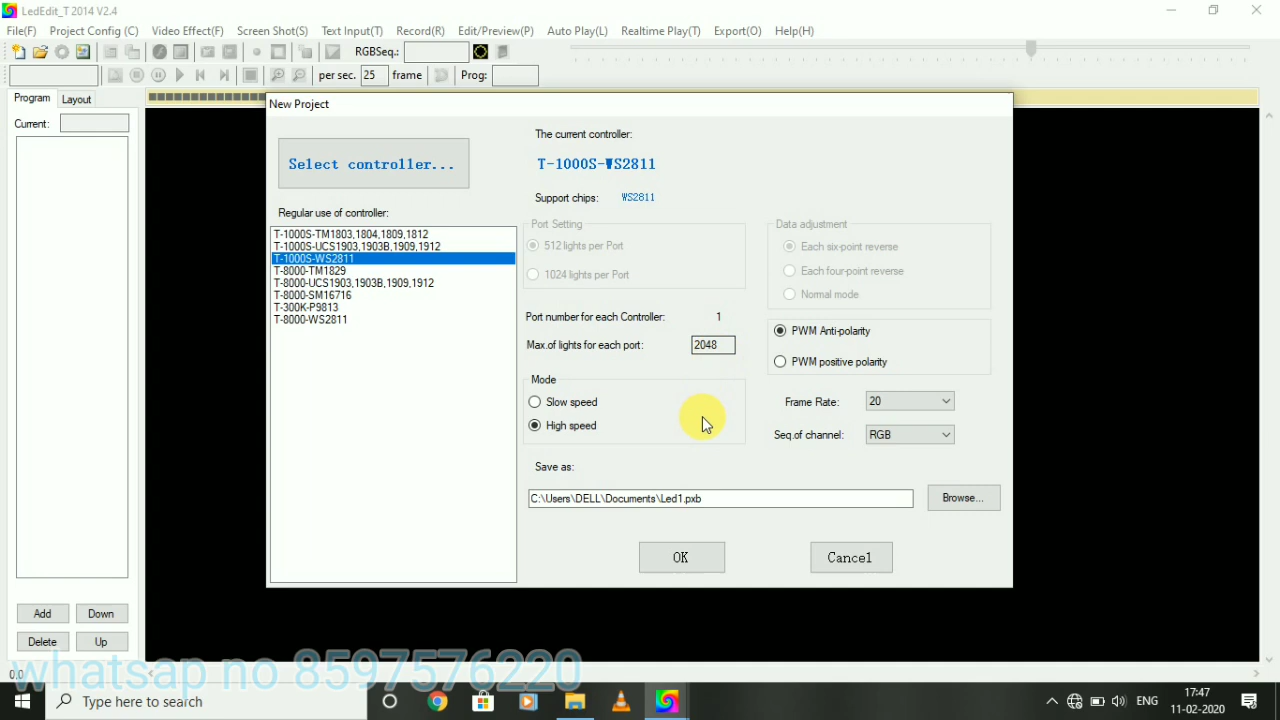 LedEdit_T 2014 V2.4
File(F) Project Config (C) Video Effect(F) Screen Shot(S) Text Input(T) Record(R) Edit/Preview(P) Auto Play(L) Realtime Play(T) Export(O) Help(H)
RGBSeq.:
per sec. 25 frame Prog:
Program Layout
Current:
New Project
Select controller...
The current controller:
T-1000S-WS2811
Support chips: WS2811
Regular use of controller:
T-1000S-TM1803,1804,1809,1812
T-1000S-UCS1903,1903B,1909,1912
T-1000S-WS2811
T-8000-TM1829
T-8000-UCS1903,1903B,1909,1912
T-8000-SM16716
T-300K-P9813
T-8000-WS2811
Port Setting
512 lights per Port
1024 lights per Port
Port number for each Controller: 1
Max.of lights for each port: 2048
Mode
Slow speed
High speed
Data adjustment
Each six-point reverse
Each four-point reverse
Normal mode
PWM Anti-polarity
PWM positive polarity
Frame Rate: 20
Seq.of channel: RGB
Save as:
C:\Users\DELL\Documents\Led1.pxb
Browse...
OK Cancel
Add Down
Delete Up
0,0
whatsap no 8597576220
Type here to search
ENG
7:47
11-02-2020